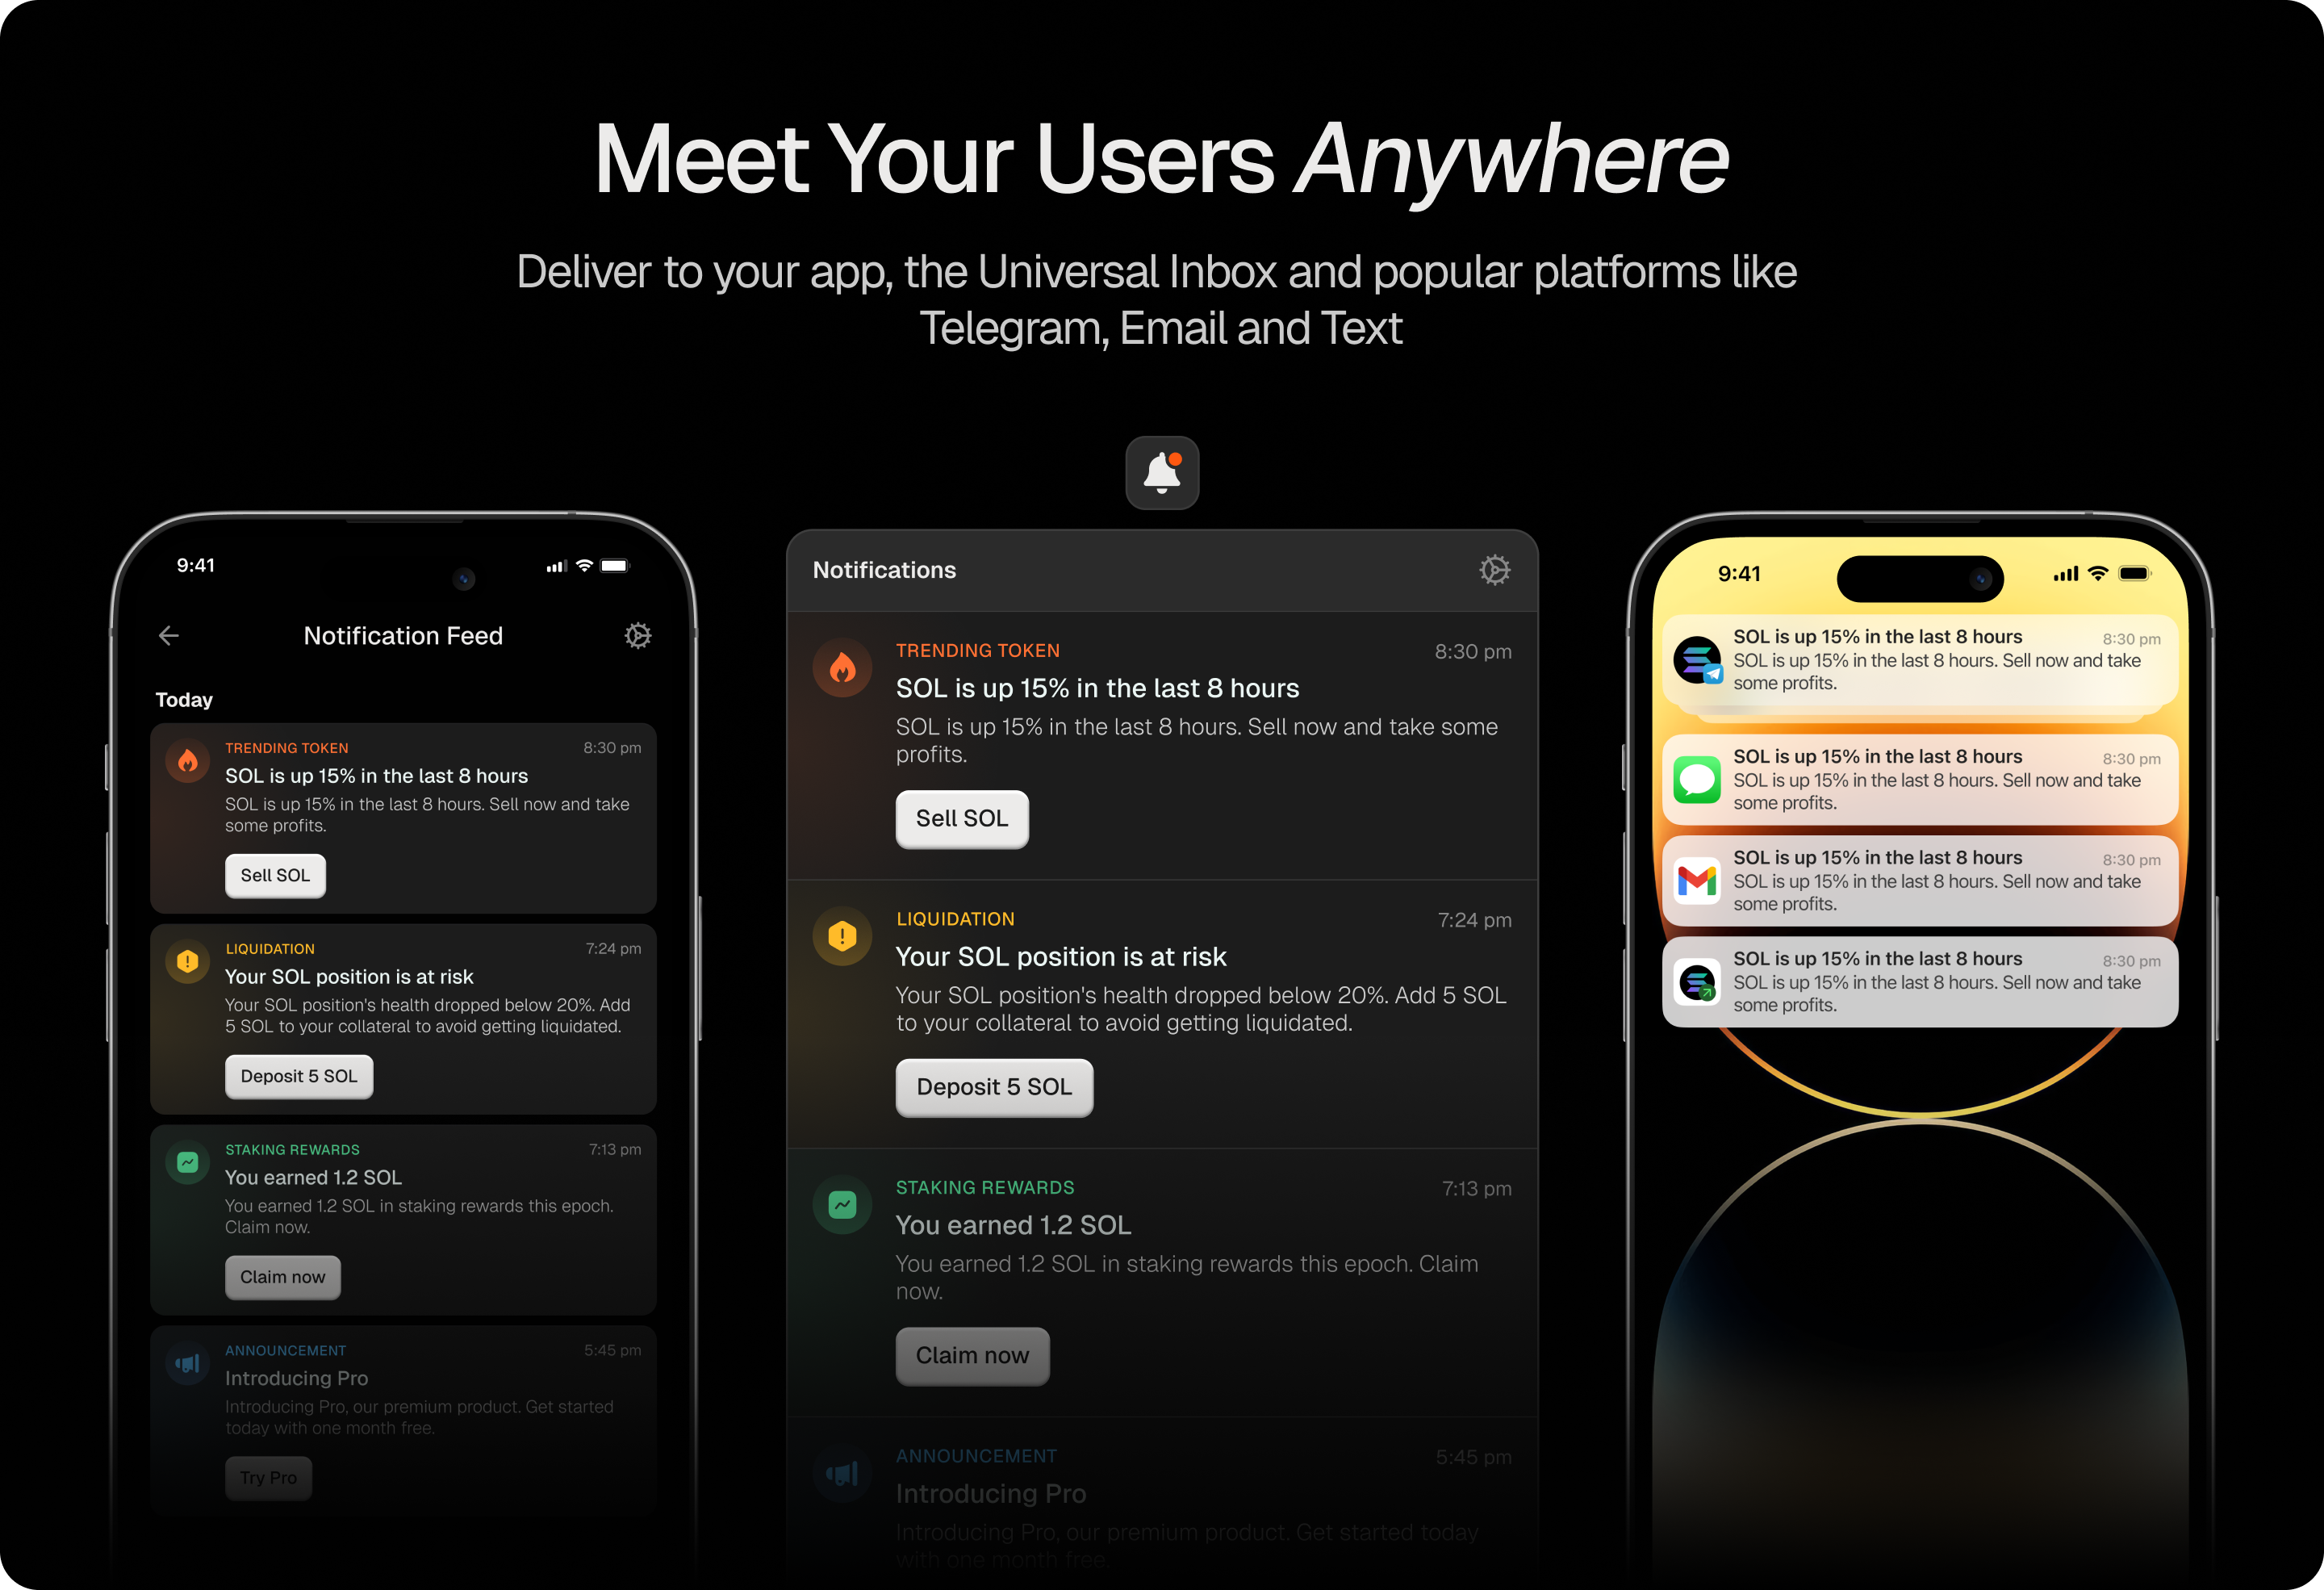 Meet Your Users Anywhere
Deliver to your app, the Universal Inbox and popular platforms like
Telegram, Email and Text
9:41
Notification Feed
Today
TRENDING TOKEN
8:30 pm
SOL is up 15% in the last 8 hours
SOL is up 15% in the last 8 hours. Sell now and take
some profits.
Sell SOL
LIQUIDATION
7:24 pm
Your SOL position is at risk
Your SOL position's health dropped below 20%. Add
5 SOL to your collateral to avoid getting liquidated.
Deposit 5 SOL
STAKING REWARDS
7:13 pm
You earned 1.2 SOL
You earned 1.2 SOL in staking rewards this epoch.
Claim now.
Claim now
ANNOUNCEMENT
5:45 pm
Introducing Pro
Introducing Pro, our premium product. Get started
today with one month free.
Try Pro
Notifications
TRENDING TOKEN
8:30 pm
SOL is up 15% in the last 8 hours
SOL is up 15% in the last 8 hours. Sell now and take some
profits.
Sell SOL
LIQUIDATION
7:24 pm
Your SOL position is at risk
Your SOL position's health dropped below 20%. Add 5 SOL
to your collateral to avoid getting liquidated.
Deposit 5 SOL
STAKING REWARDS
7:13 pm
You earned 1.2 SOL
You earned 1.2 SOL in staking rewards this epoch. Claim
now.
Claim now
ANNOUNCEMENT
5:45 pm
Introducing Pro
Introducing Pro, our premium product. Get started today
with one month free.
9:41
SOL is up 15% in the last 8 hours
8:30 pm
SOL is up 15% in the last 8 hours. Sell now and take
some profits.
SOL is up 15% in the last 8 hours
8:30 pm
SOL is up 15% in the last 8 hours. Sell now and take
some profits.
SOL is up 15% in the last 8 hours
8:30 pm
SOL is up 15% in the last 8 hours. Sell now and take
some profits.
SOL is up 15% in the last 8 hours
8:30 pm
SOL is up 15% in the last 8 hours. Sell now and take
some profits.